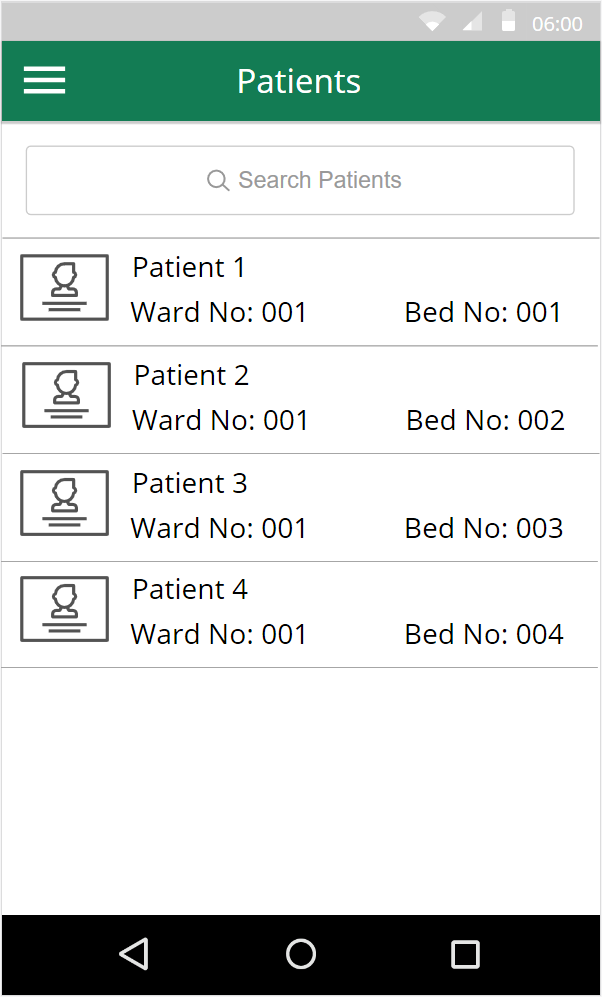 06:00
Patients
Search Patients
Patient 1
Ward No: 001 Bed No: 001
Patient 2
Ward No: 001 Bed No: 002
Patient 3
Ward No: 001 Bed No: 003
Patient 4
Ward No: 001 Bed No: 004